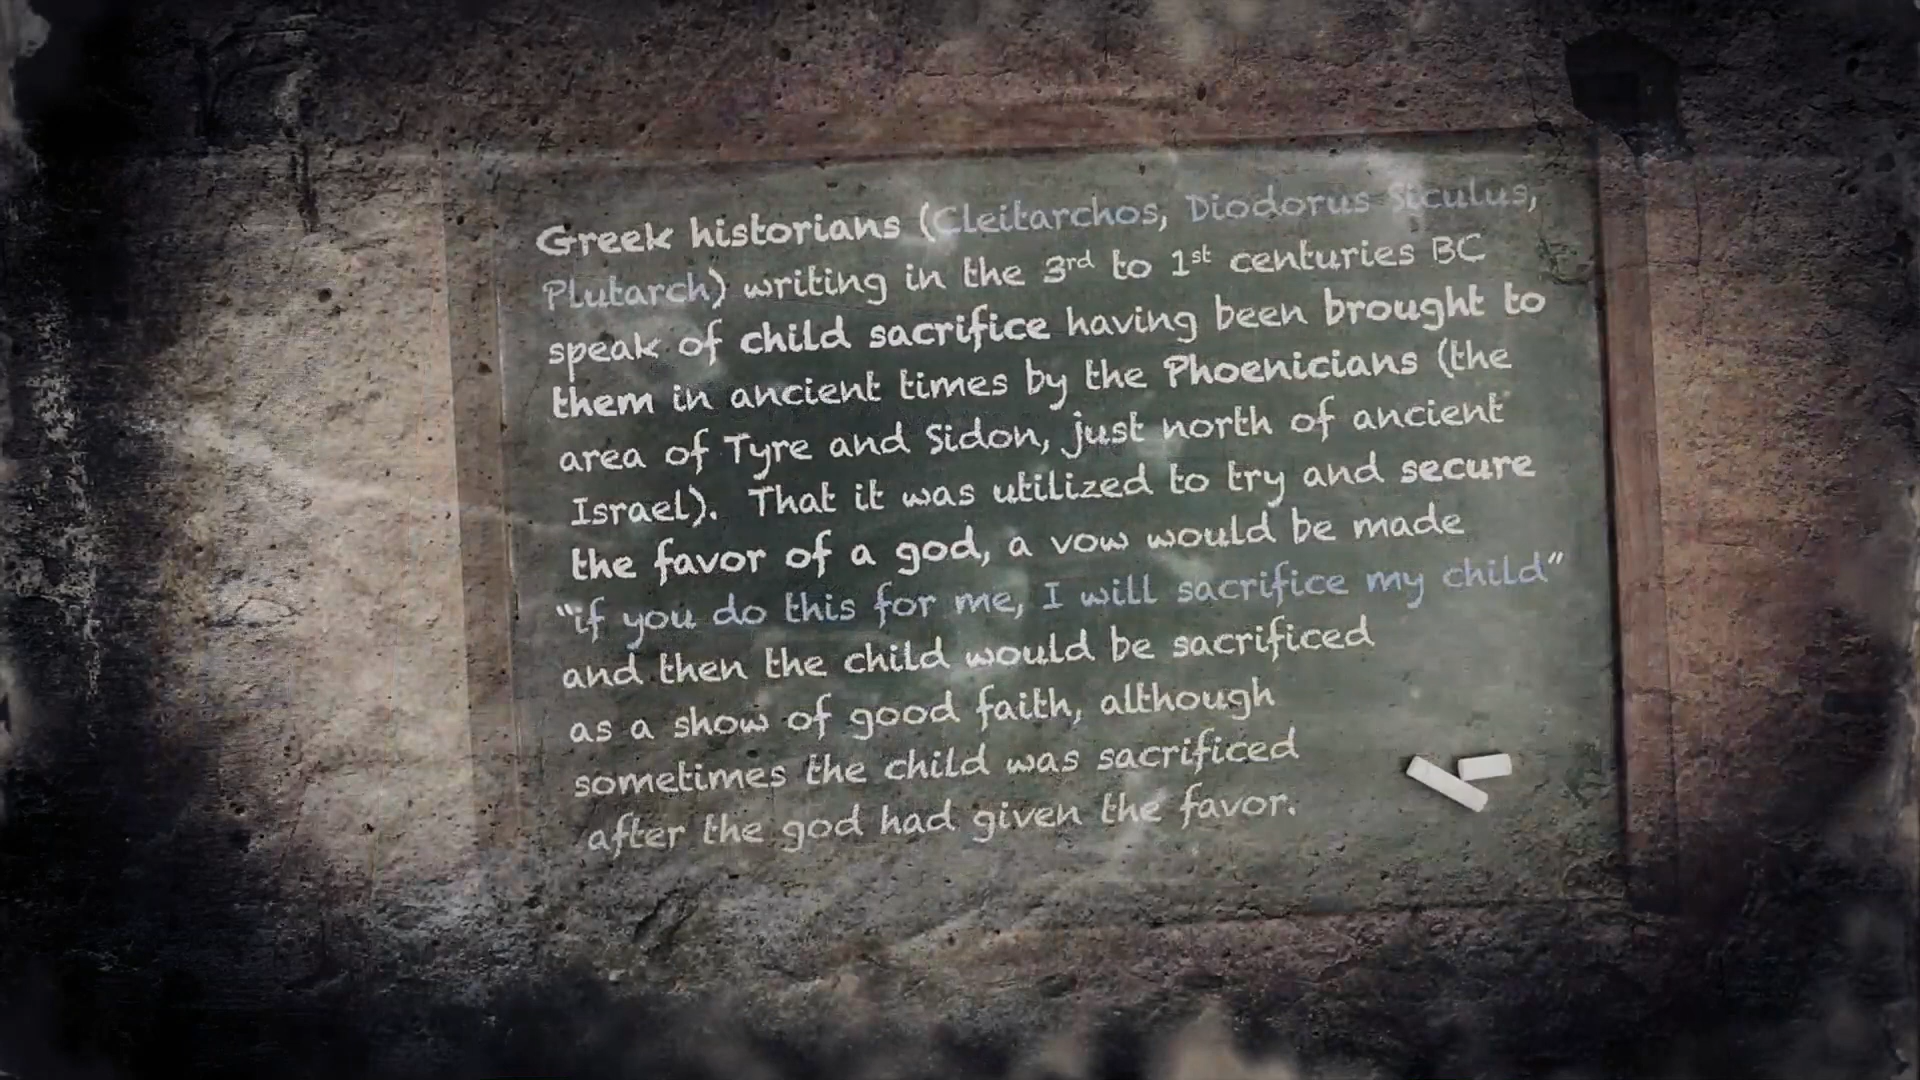 Greek historians (Cleitarchos, Diodorus Siculus,
Plutarch) writing in the 3rd to 1st centuries BC
speak of child sacrifice having been brought to
them in ancient times by the Phoenicians (the
area of Tyre and Sidon, just north of ancient
Israel).  That it was utilized to try and secure
the favor of a god, a vow would be made
“if you do this for me, I will sacrifice my child”
and then the child would be sacrificed
as a show of good faith, although
sometimes the child was sacrificed
after the god had given the favor.